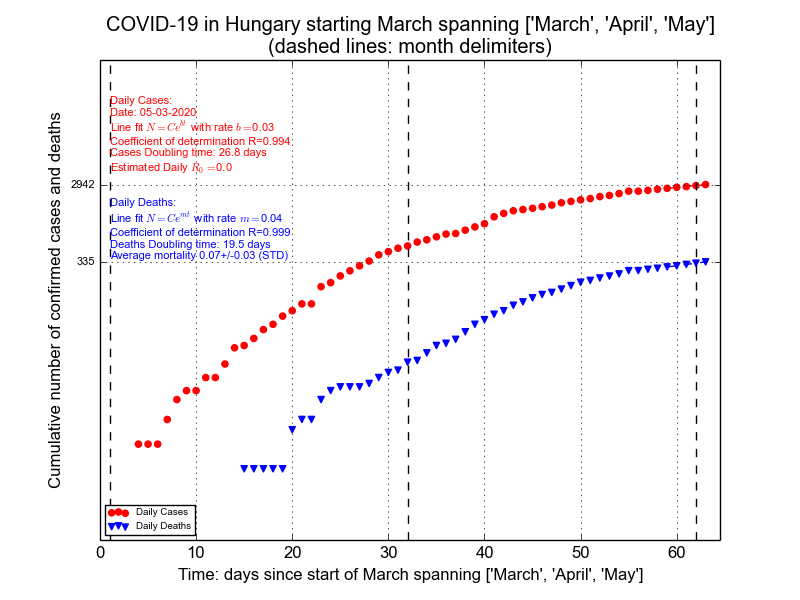 COVID-19 in Hungary starting March spanning ['March', 'April', 'May']
(dashed lines: month delimiters)
Daily Cases:
Date: 05-03-2020
Line fit N = Ce^{bt} with rate b =0.03
Coefficient of determination R=0.994
Cases Doubling time: 26.8 days
Estimated Daily R_0 =0.0
Daily Deaths:
Line fit N = Ce^{mt} with rate m =0.04
Coefficient of determination R=0.999
Deaths Doubling time: 19.5 days
Average mortality 0.07+/-0.03 (STD)
2942
335
Cumulative number of confirmed cases and deaths
Daily Cases
Daily Deaths
0 10 20 30 40 50 60
Time: days since start of March spanning ['March', 'April', 'May']